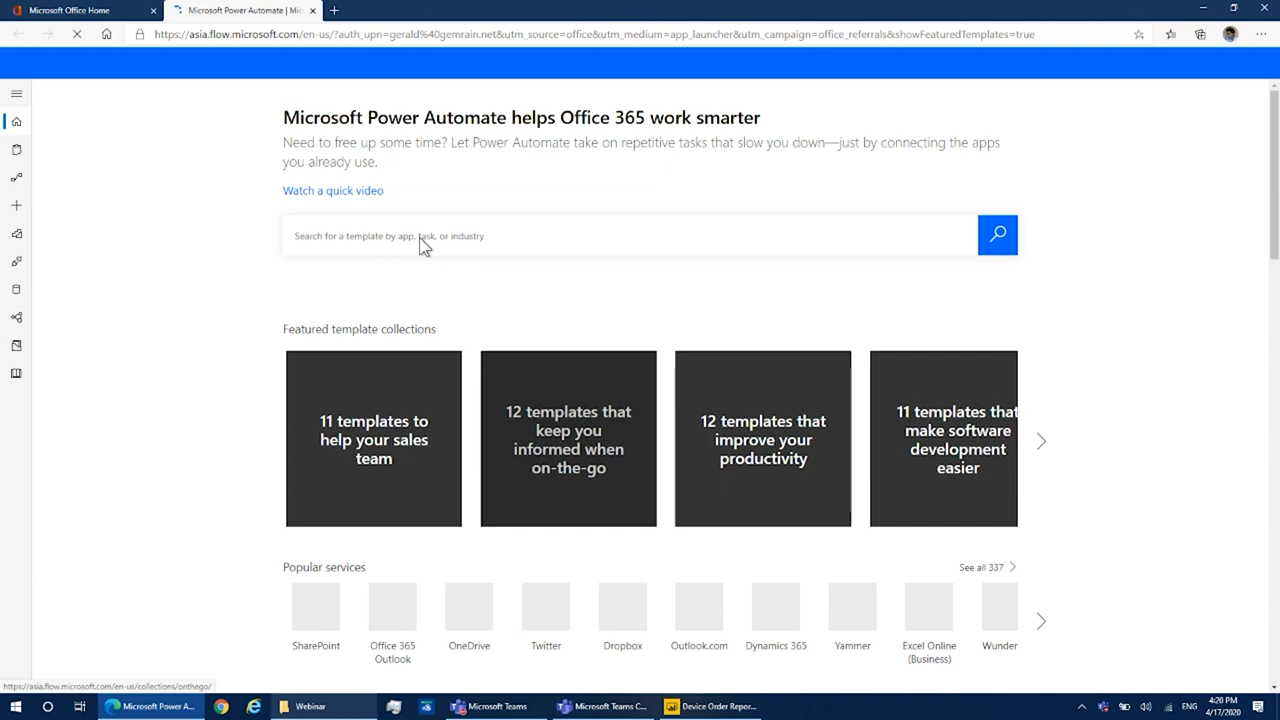 Microsoft Office Home
Microsoft Power Automate | Mic
https://asia.flow.microsoft.com/en-us/?auth_upn=gerald%40gemrain.net&utm_source=office&utm_medium=app_launcher&utm_campaign=office_referrals&showFeaturedTemplates=true
Microsoft Power Automate helps Office 365 work smarter
Need to free up some time? Let Power Automate take on repetitive tasks that slow you down—just by connecting the apps
you already use.
Watch a quick video
Search for a template by app, task, or industry
Featured template collections
11 templates to
help your sales
team
12 templates that
keep you
informed when
on-the-go
12 templates that
improve your
productivity
11 templates that
make software
development
easier
Popular services
See all 337
SharePoint
Office 365
Outlook
OneDrive
Twitter
Dropbox
Outlook.com
Dynamics 365
Yammer
Excel Online
(Business)
Wunder
https://asia.flow.microsoft.com/en-us/collections/onthego/
Microsoft Power A...
Webinar
Microsoft Teams
Microsoft Teams C...
Device Order Repor...
ENG
4:20 PM
4/17/2020